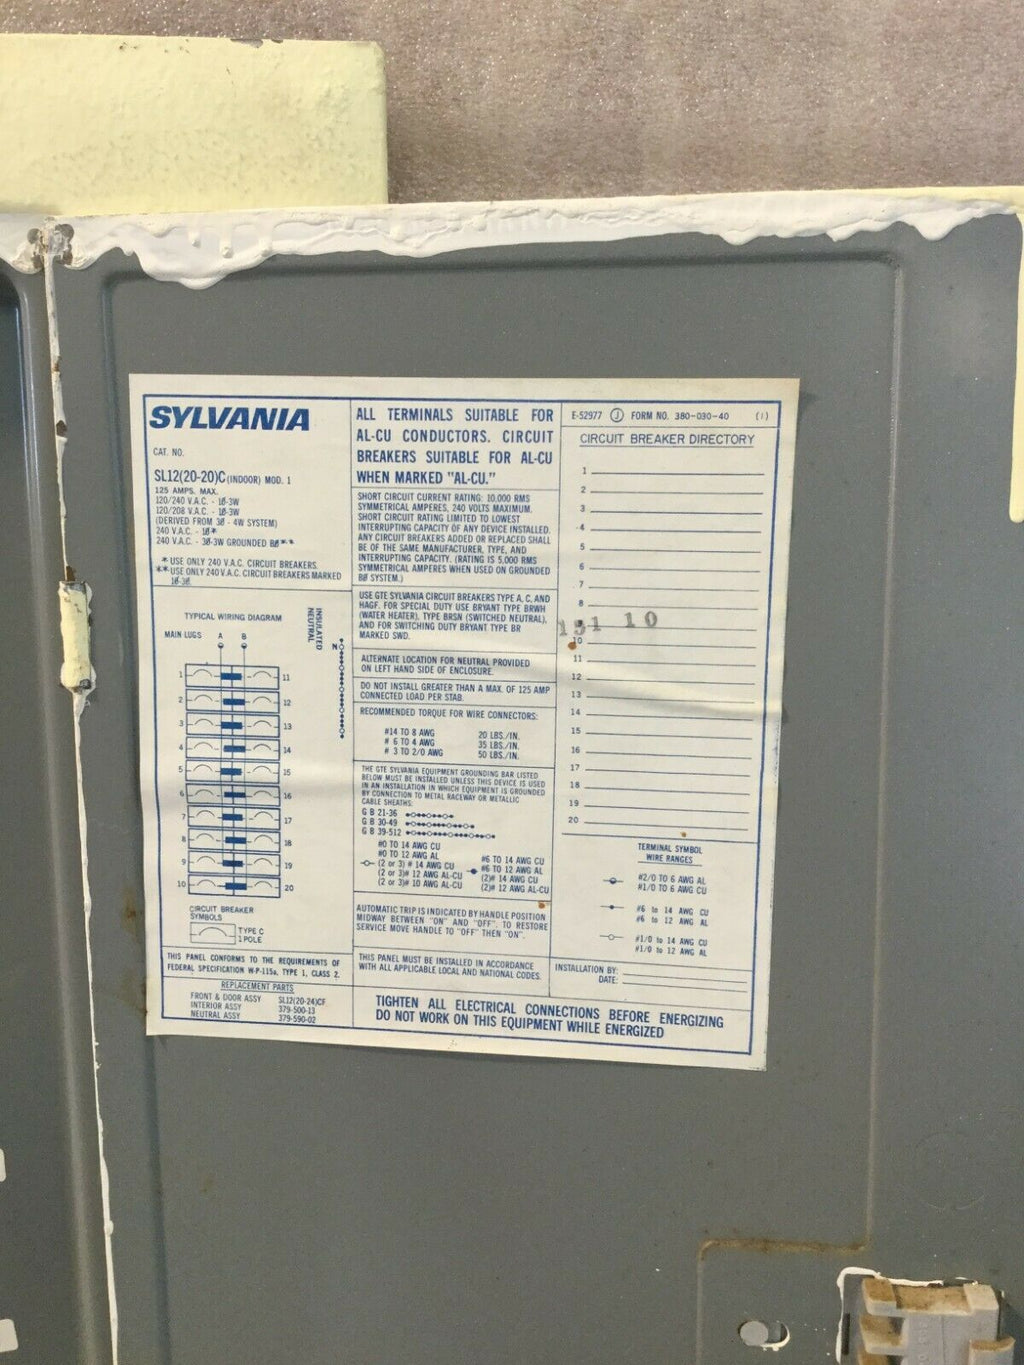 SYLVANIA
CAT. NO.
SL12(20-20)C (INDOOR) MOD. 1
125 AMPS. MAX.
120/240 V.A.C. - 1Ø-3W
120/208 V.A.C. - 1Ø-3W
(DERIVED FROM 3Ø - 4W SYSTEM)
240 V.A.C. - 1Ø*
240 V.A.C. - 3Ø-3W GROUNDED BØ**
* USE ONLY 240 V.A.C. CIRCUIT BREAKERS.
** USE ONLY 240 V.A.C. CIRCUIT BREAKERS MARKED
1Ø-3Ø.
TYPICAL WIRING DIAGRAM
MAIN LUGS A B
INSULATED
NEUTRAL
N
1 11
2 12
3 13
4 14
5 15
6 16
7 17
8 18
9 19
10 20
CIRCUIT BREAKER
SYMBOLS
TYPE C
1 POLE
THIS PANEL CONFORMS TO THE REQUIREMENTS OF
FEDERAL SPECIFICATION W-P-115a, TYPE 1, CLASS 2.
REPLACEMENT PARTS
FRONT & DOOR ASSY SL12(20-24)CF
INTERIOR ASSY 379-500-13
NEUTRAL ASSY 379-590-02
ALL TERMINALS SUITABLE FOR
AL-CU CONDUCTORS. CIRCUIT
BREAKERS SUITABLE FOR AL-CU
WHEN MARKED "AL-CU."
SHORT CIRCUIT CURRENT RATING: 10,000 RMS
SYMMETRICAL AMPERES, 240 VOLTS MAXIMUM.
SHORT CIRCUIT RATING LIMITED TO LOWEST
INTERRUPTING CAPACITY OF ANY DEVICE INSTALLED.
ANY CIRCUIT BREAKERS ADDED OR REPLACED SHALL
BE OF THE SAME MANUFACTURER, TYPE, AND
INTERRUPTING CAPACITY. (RATING IS 5,000 RMS
SYMMETRICAL AMPERES WHEN USED ON GROUNDED
BØ SYSTEM.)
USE GTE SYLVANIA CIRCUIT BREAKERS TYPE A, C, AND
HAGF. FOR SPECIAL DUTY USE BRYANT TYPE BRWH
(WATER HEATER), TYPE BRSN (SWITCHED NEUTRAL),
AND FOR SWITCHING DUTY BRYANT TYPE BR
MARKED SWD.
ALTERNATE LOCATION FOR NEUTRAL PROVIDED
ON LEFT HAND SIDE OF ENCLOSURE.
DO NOT INSTALL GREATER THAN A MAX. OF 125 AMP
CONNECTED LOAD PER STAB.
RECOMMENDED TORQUE FOR WIRE CONNECTORS:
#14 TO 8 AWG 20 LBS./IN.
# 6 TO 4 AWG 35 LBS./IN.
# 3 TO 2/0 AWG 50 LBS./IN.
THE GTE SYLVANIA EQUIPMENT GROUNDING BAR LISTED
BELOW MUST BE INSTALLED UNLESS THIS DEVICE IS USED
IN AN INSTALLATION IN WHICH EQUIPMENT IS GROUNDED
BY CONNECTION TO METAL RACEWAY OR METALLIC
CABLE SHEATHS:
G B 21-36
G B 30-49
G B 39-512
#0 TO 14 AWG CU
#0 TO 12 AWG AL
(2 or 3) # 14 AWG CU
(2 or 3)# 12 AWG AL-CU
(2 or 3)# 10 AWG AL-CU
#6 TO 14 AWG CU
#6 TO 12 AWG AL
(2)# 14 AWG CU
(2)# 12 AWG AL-CU
AUTOMATIC TRIP IS INDICATED BY HANDLE POSITION
MIDWAY BETWEEN "ON" AND "OFF". TO RESTORE
SERVICE MOVE HANDLE TO "OFF" THEN "ON".
THIS PANEL MUST BE INSTALLED IN ACCORDANCE
WITH ALL APPLICABLE LOCAL AND NATIONAL CODES.
E-52977 J FORM NO. 380-030-40 (1)
CIRCUIT BREAKER DIRECTORY
1
2
3
4
5
6
7
8
9
131 10
10
11
12
13
14
15
16
17
18
19
20
TERMINAL SYMBOL
WIRE RANGES
#2/0 TO 6 AWG AL
#1/0 TO 6 AWG CU
#6 to 14 AWG CU
#6 to 12 AWG AL
#1/0 to 14 AWG CU
#1/0 to 12 AWG AL
INSTALLATION BY:
DATE:
TIGHTEN ALL ELECTRICAL CONNECTIONS BEFORE ENERGIZING
DO NOT WORK ON THIS EQUIPMENT WHILE ENERGIZED